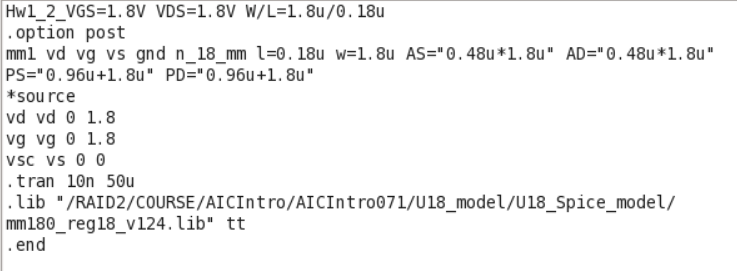 Hw1_2_VGS=1.8V VDS=1.8V W/L=1.8u/0.18u
.option post
mm1 vd vg vs gnd n_18_mm l=0.18u w=1.8u AS="0.48u*1.8u" AD="0.48u*1.8u"
PS="0.96u+1.8u" PD="0.96u+1.8u"
*source
vd vd 0 1.8
vg vg 0 1.8
vsc vs 0 0
.tran 10n 50u
.lib "/RAID2/COURSE/AICIntro/AICIntro071/U18_model/U18_Spice_model/
mm180_reg18_v124.lib" tt
.end